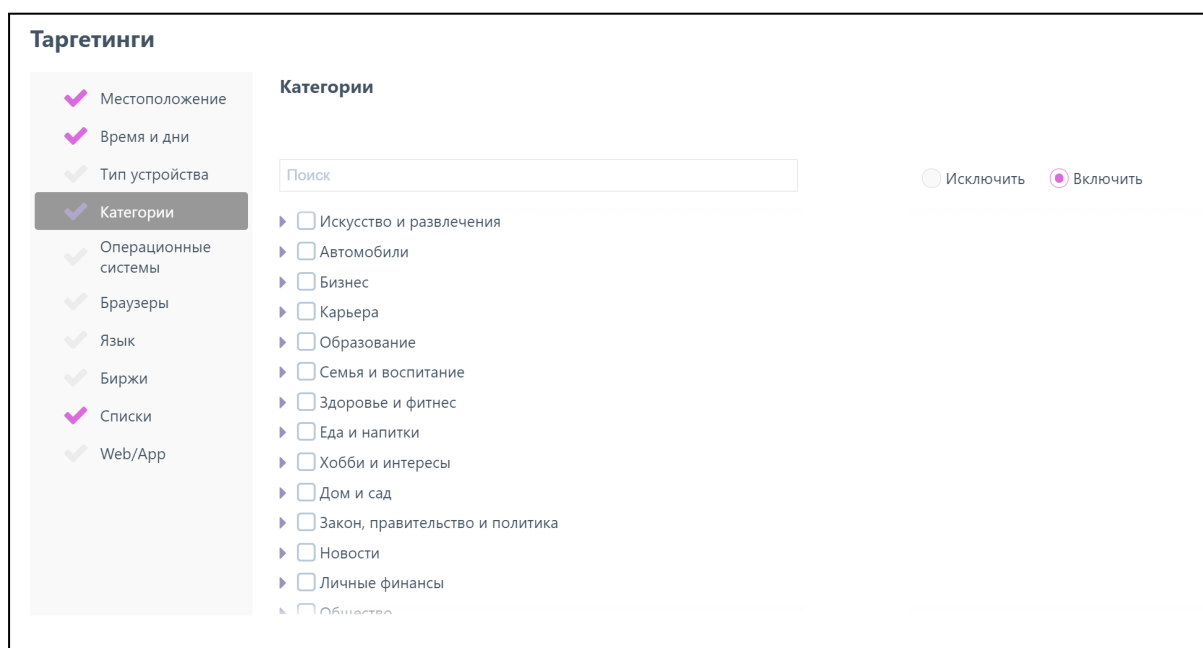 Таргетинги
Местоположение
Время и дни
Тип устройства
Категории
Операционные
системы
Браузеры
Язык
Биржи
Списки
Web/App
Категории
Поиск
Исключить
Включить
Искусство и развлечения
Автомобили
Бизнес
Карьера
Образование
Семья и воспитание
Здоровье и фитнес
Еда и напитки
Хобби и интересы
Дом и сад
Закон, правительство и политика
Новости
Личные финансы
Общество